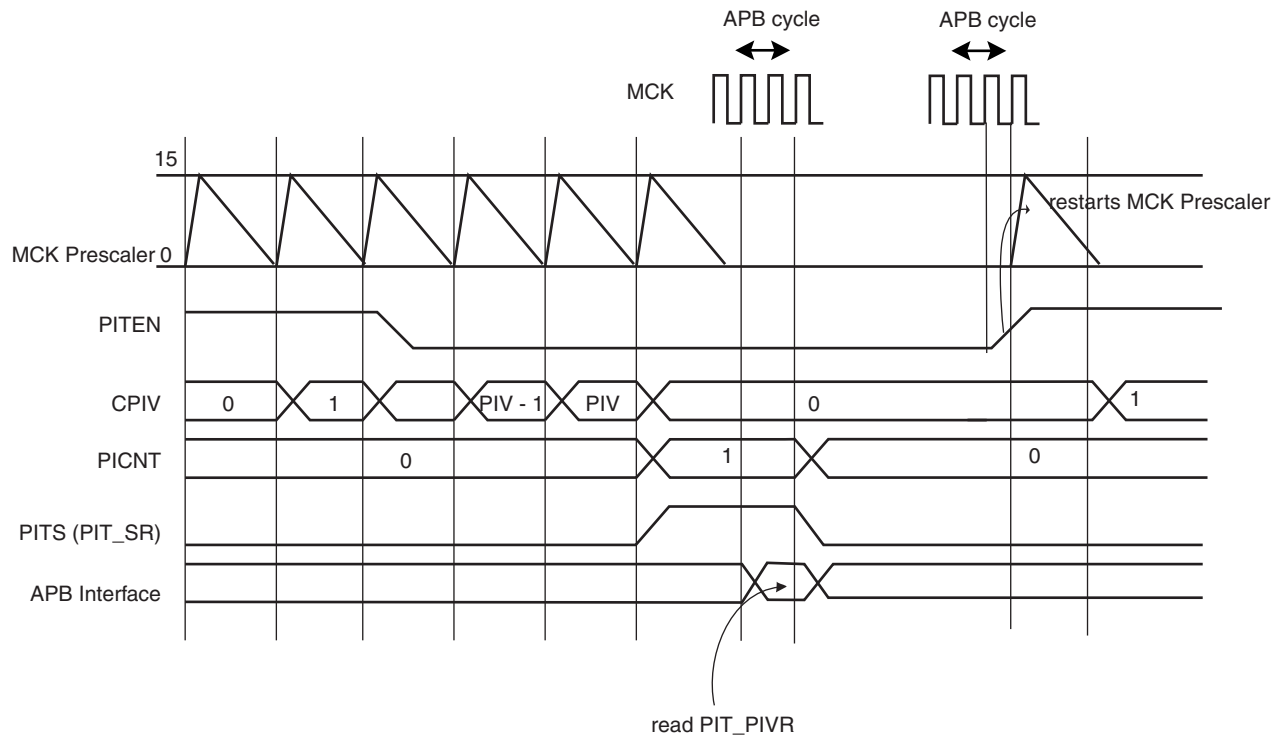 APB cycle
APB cycle
MCK
15
restarts MCK Prescaler
MCK Prescaler 0
PITEN
CPIV 0 1 PIV - 1 PIV 0 1
PICNT 0 1 0
PITS (PIT_SR)
APB Interface
read PIT_PIVR